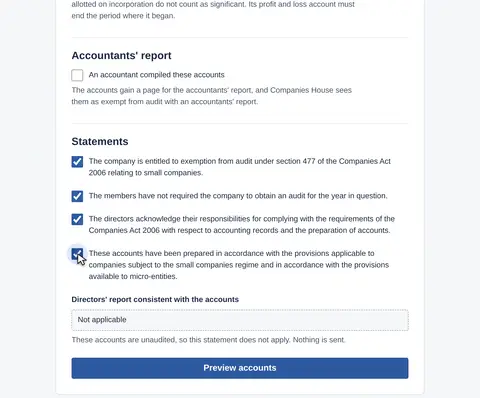 allotted on incorporation do not count as significant. Its profit and loss account must
end the period where it began.
Accountants' report
An accountant compiled these accounts
The accounts gain a page for the accountants' report, and Companies House sees
them as exempt from audit with an accountants' report.
Statements
The company is entitled to exemption from audit under section 477 of the Companies Act
2006 relating to small companies.
The members have not required the company to obtain an audit for the year in question.
The directors acknowledge their responsibilities for complying with the requirements of the
Companies Act 2006 with respect to accounting records and the preparation of accounts.
These accounts have been prepared in accordance with the provisions applicable to
companies subject to the small companies regime and in accordance with the provisions
available to micro-entities.
Directors' report consistent with the accounts
Not applicable
These accounts are unaudited, so this statement does not apply. Nothing is sent.
Preview accounts